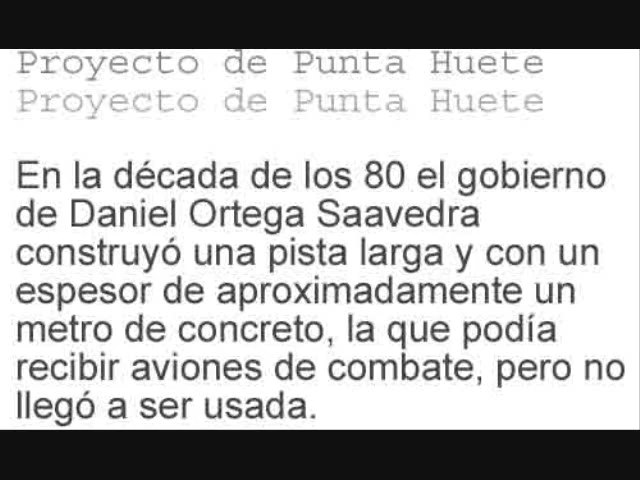 Proyecto de Punta Huete
Proyecto de Punta Huete
En la década de los 80 el gobierno
de Daniel Ortega Saavedra
construyó una pista larga y con un
espesor de aproximadamente un
metro de concreto, la que podía
recibir aviones de combate, pero no
llegó a ser usada.